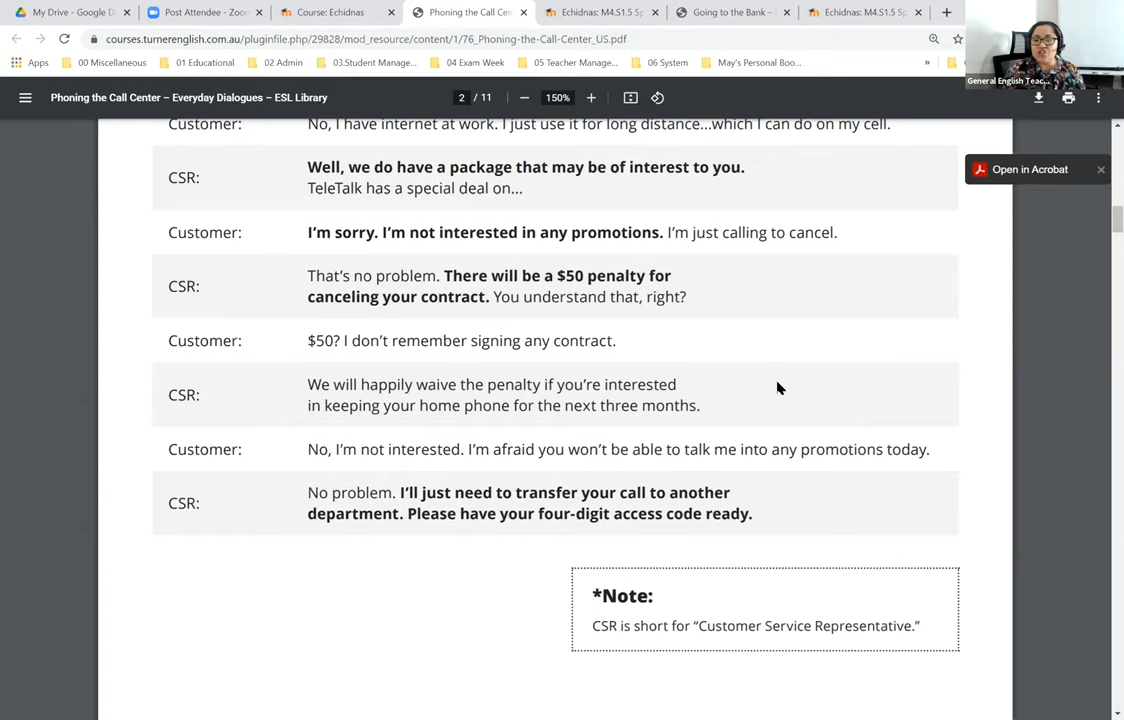 My Drive - Google D
Post Attendee - Zoom
Course: Echidnas
Phoning the Call Cen
Echidnas: M4.S1.5 Sp
Going to the Bank –
Echidnas: M4.S1.5 Sp
courses.turnerenglish.com.au/pluginfile.php/29828/mod_resource/content/1/76_Phoning-the-Call-Center_US.pdf
Apps
00 Miscellaneous
01 Educational
02 Admin
03.Student Manage...
04 Exam Week
05 Teacher Manage...
06 System
May's Personal Boo...
»
General English Teac...
Phoning the Call Center – Everyday Dialogues – ESL Library
2 / 11
150%
Open in Acrobat
Customer: No, I have internet at work. I just use it for long distance...which I can do on my cell.
CSR: Well, we do have a package that may be of interest to you.
TeleTalk has a special deal on...
Customer: I'm sorry. I'm not interested in any promotions. I'm just calling to cancel.
CSR: That's no problem. There will be a $50 penalty for
canceling your contract. You understand that, right?
Customer: $50? I don't remember signing any contract.
CSR: We will happily waive the penalty if you're interested
in keeping your home phone for the next three months.
Customer: No, I'm not interested. I'm afraid you won't be able to talk me into any promotions today.
CSR: No problem. I'll just need to transfer your call to another
department. Please have your four-digit access code ready.
*Note:
CSR is short for “Customer Service Representative.”